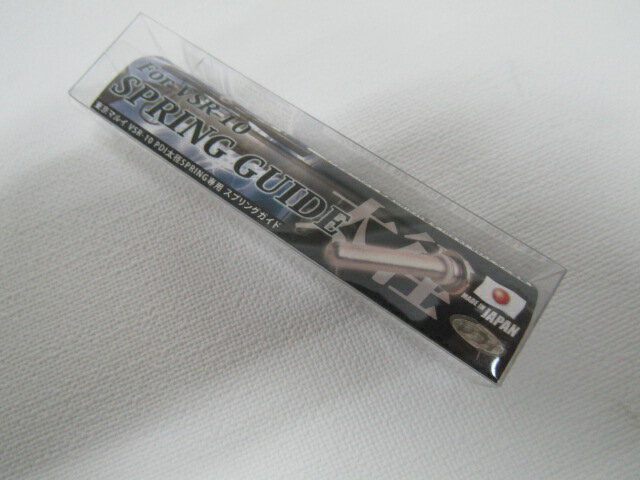 For VSR-10
SPRING GUIDE
東京マルイ VSR-10 PDI太径SPRING専用 スプリングガイド
太径
MADE IN
JAPAN